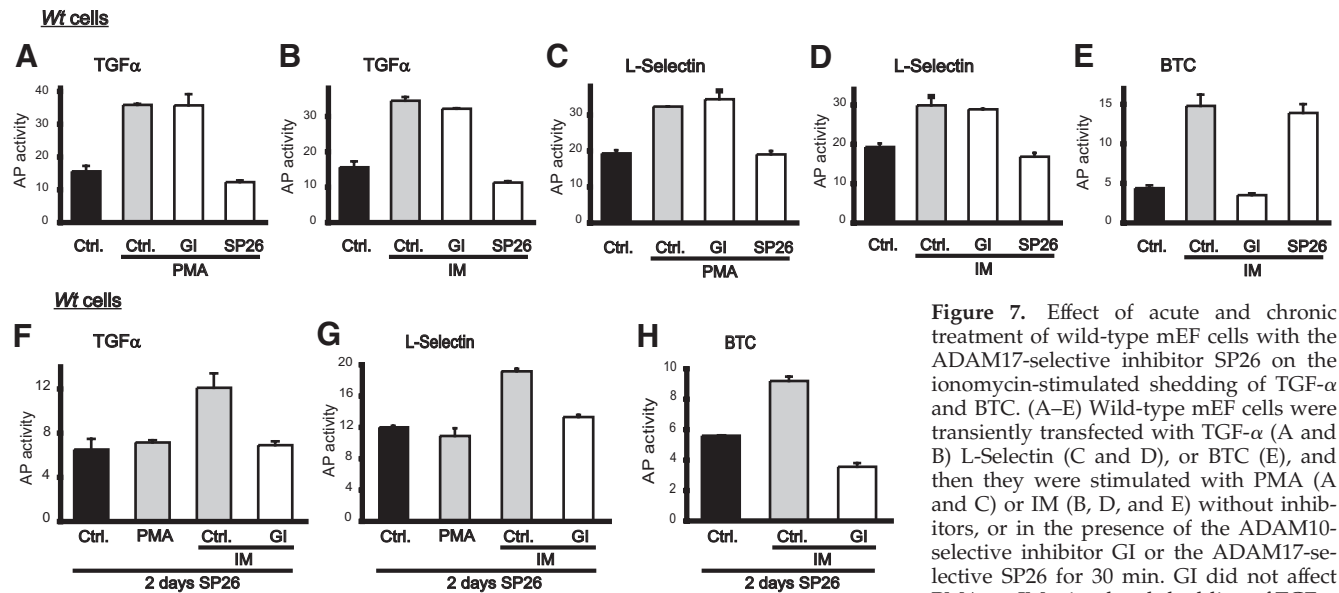 Wt cells
A
TGFα
AP activity
40
30
20
10
0
Ctrl.
Ctrl.
GI
SP26
PMA
B
TGFα
AP activity
30
20
10
0
Ctrl.
Ctrl.
GI
SP26
IM
C
L-Selectin
AP activity
30
20
10
0
Ctrl.
Ctrl.
GI
SP26
PMA
D
L-Selectin
AP activity
30
20
10
0
Ctrl.
Ctrl.
GI
SP26
IM
E
BTC
AP activity
15
10
5
0
Ctrl.
Ctrl.
GI
SP26
IM
Wt cells
F
TGFα
AP activity
12
8
4
0
Ctrl.
PMA
Ctrl.
GI
IM
2 days SP26
G
L-Selectin
AP activity
20
16
12
8
4
0
Ctrl.
PMA
Ctrl.
GI
IM
2 days SP26
H
BTC
AP activity
10
8
6
4
2
0
Ctrl.
Ctrl.
GI
IM
2 days SP26
Figure 7. Effect of acute and chronic
treatment of wild-type mEF cells with the
ADAM17-selective inhibitor SP26 on the
ionomycin-stimulated shedding of TGF-α
and BTC. (A–E) Wild-type mEF cells were
transiently transfected with TGF-α (A and
B) L-Selectin (C and D), or BTC (E), and
then they were stimulated with PMA (A
and C) or IM (B, D, and E) without inhib-
itors, or in the presence of the ADAM10-
selective inhibitor GI or the ADAM17-se-
lective SP26 for 30 min. GI did not affect